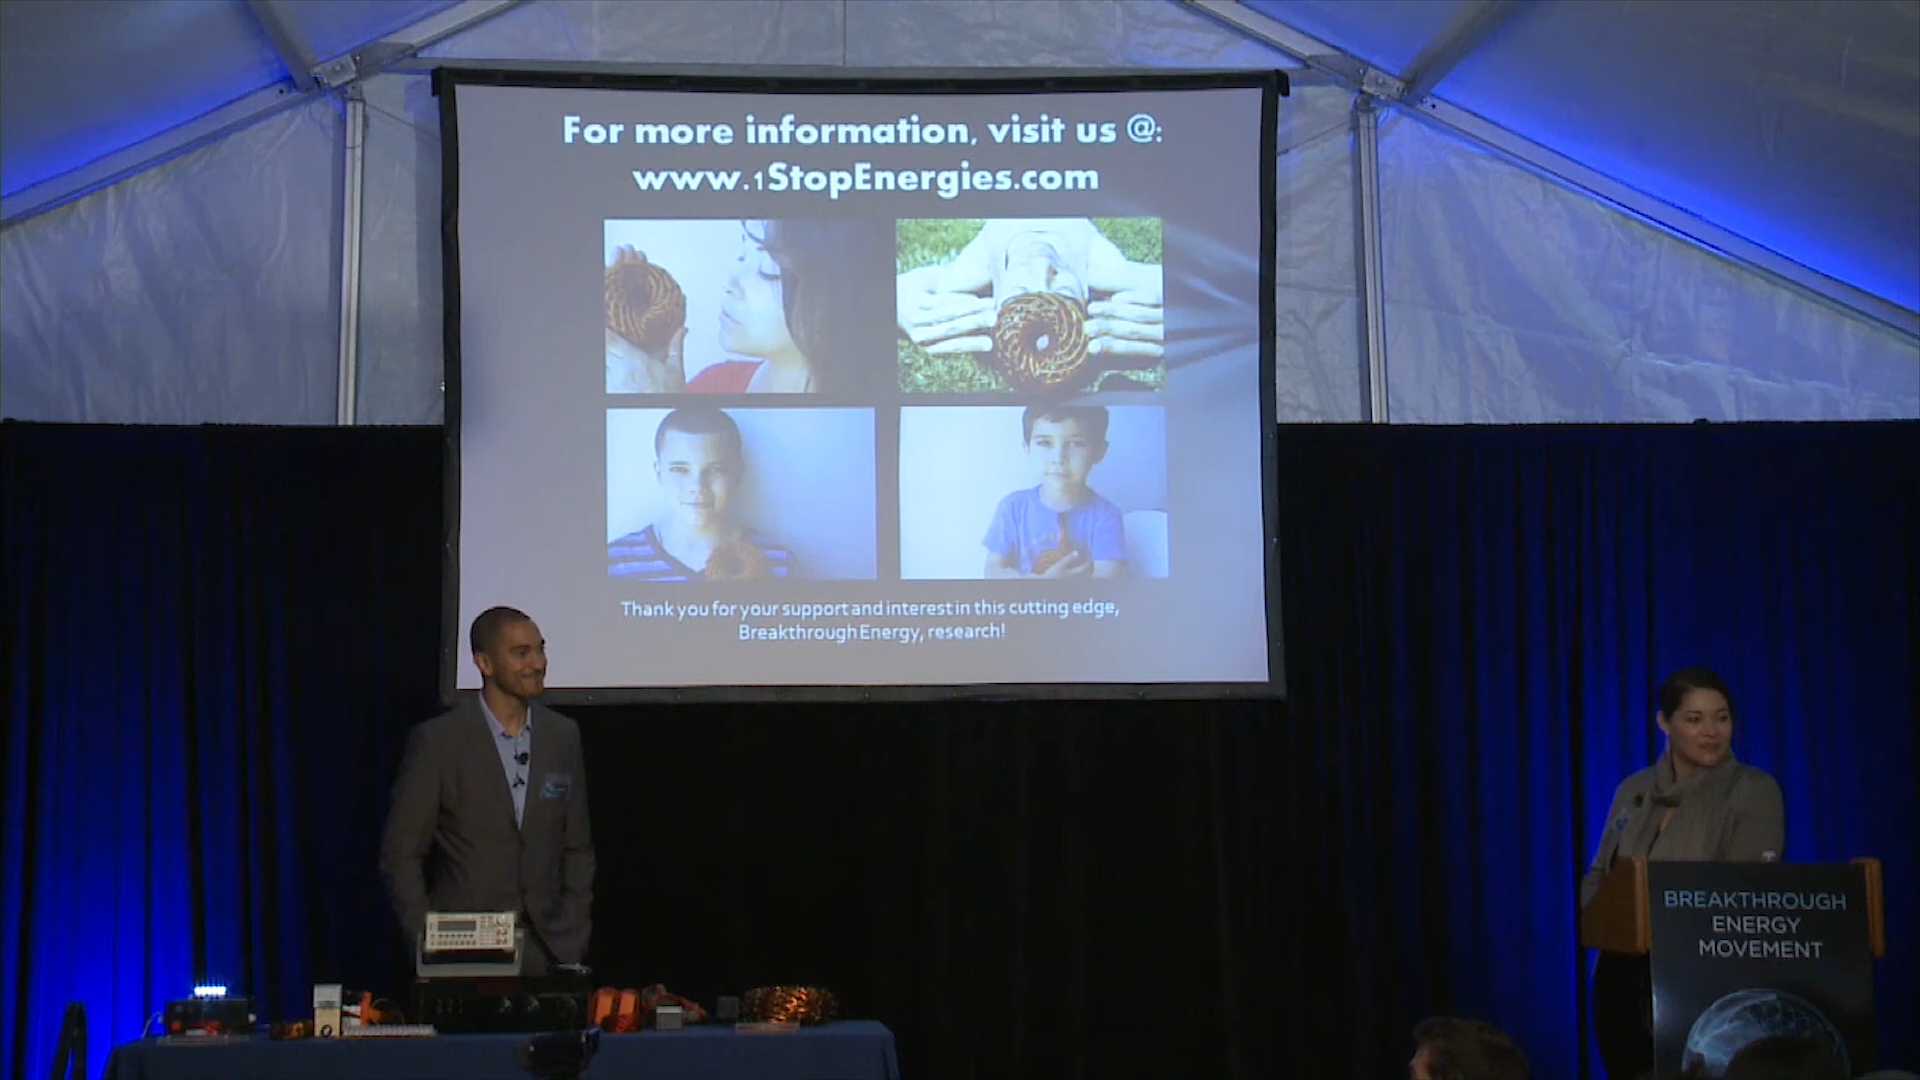 For more information, visit us @:
www.1StopEnergies.com
Thank you for your support and interest in this cutting edge,
Breakthrough Energy, research!
BREAKTHROUGH
ENERGY
MOVEMENT